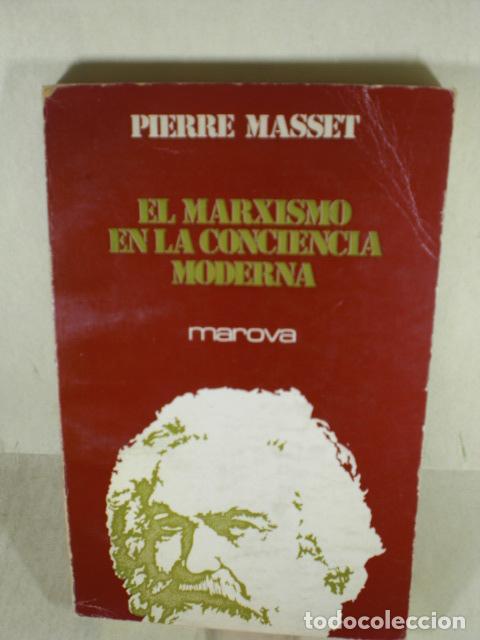 PIERRE MASSET
EL MARXISMO
EN LA CONCIENCIA
MODERNA
marova
todocoleccion